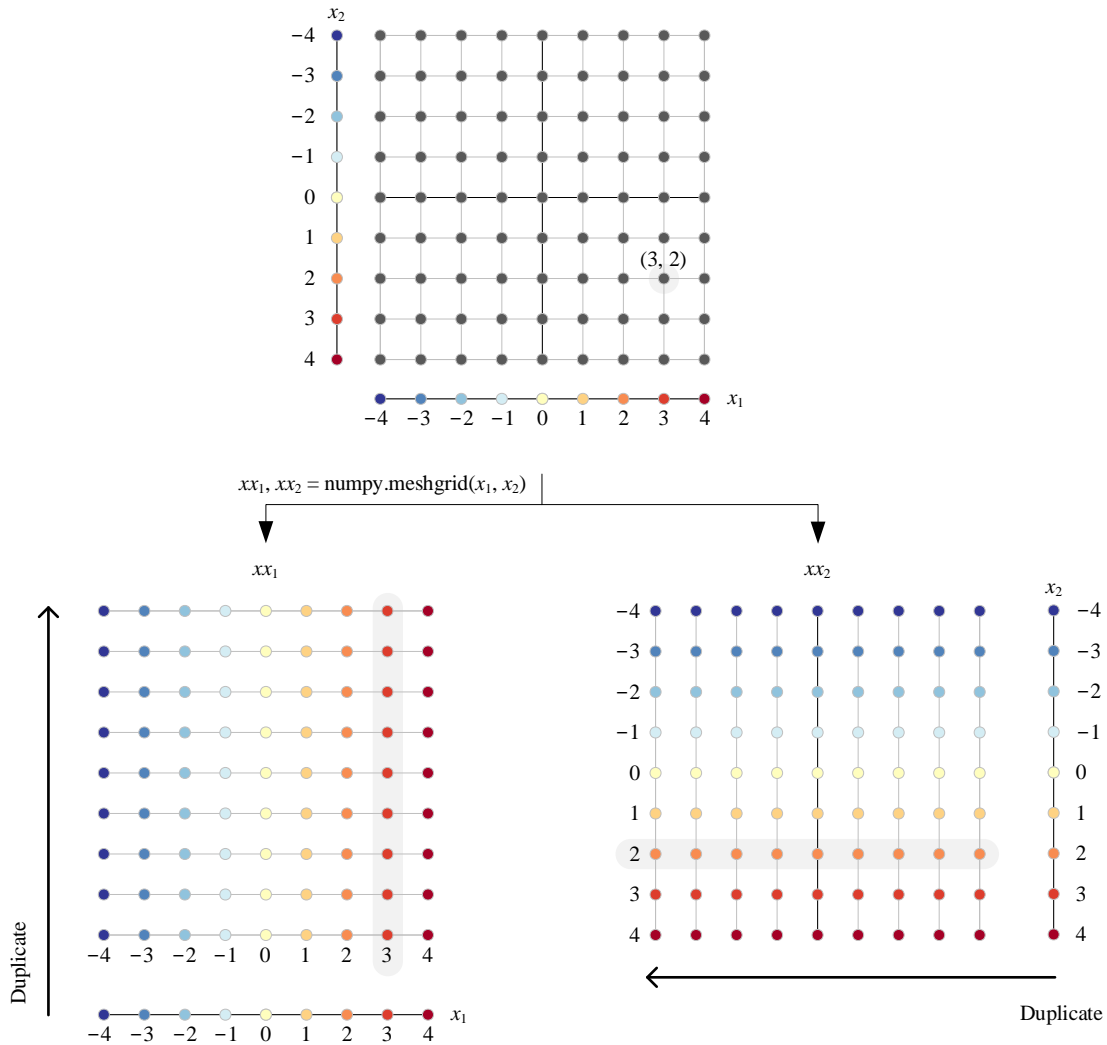 x2
−4
−3
−2
−1
0
1
2
3
4
(3, 2)
x1
−4 −3 −2 −1 0 1 2 3 4
xx1, xx2 = numpy.meshgrid(x1, x2)
xx1
−4 −3 −2 −1 0 1 2 3 4
Duplicate
x1
−4 −3 −2 −1 0 1 2 3 4
xx2
x2
−4 −4
−3 −3
−2 −2
−1 −1
0 0
1 1
2 2
3 3
4 4
Duplicate